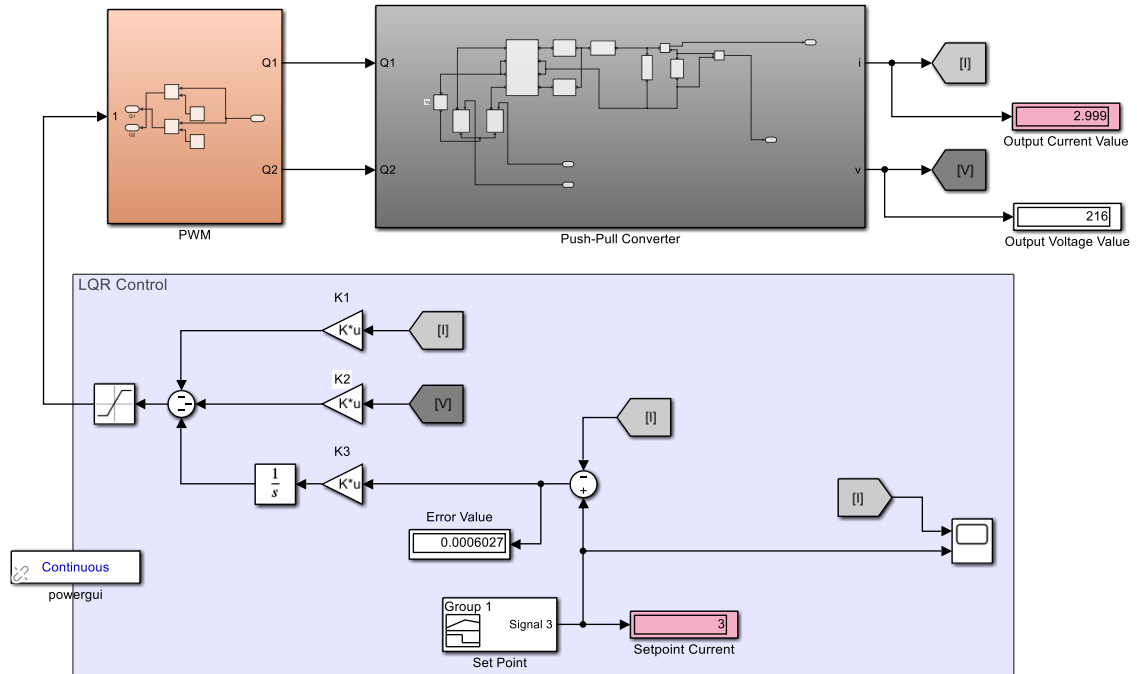 Q1
Q1
i
[I]
1
2.999
Output Current Value
Q2
Q2
v
[V]
216
PWM
Push-Pull Converter
Output Voltage Value
LQR Control
K1
K*u
[I]
K2
K*u
[V]
[I]
K3
1
s
K*u
−
+
[I]
Error Value
0.0006027
Continuous
powergui
Group 1
Signal 3
3
Set Point
Setpoint Current